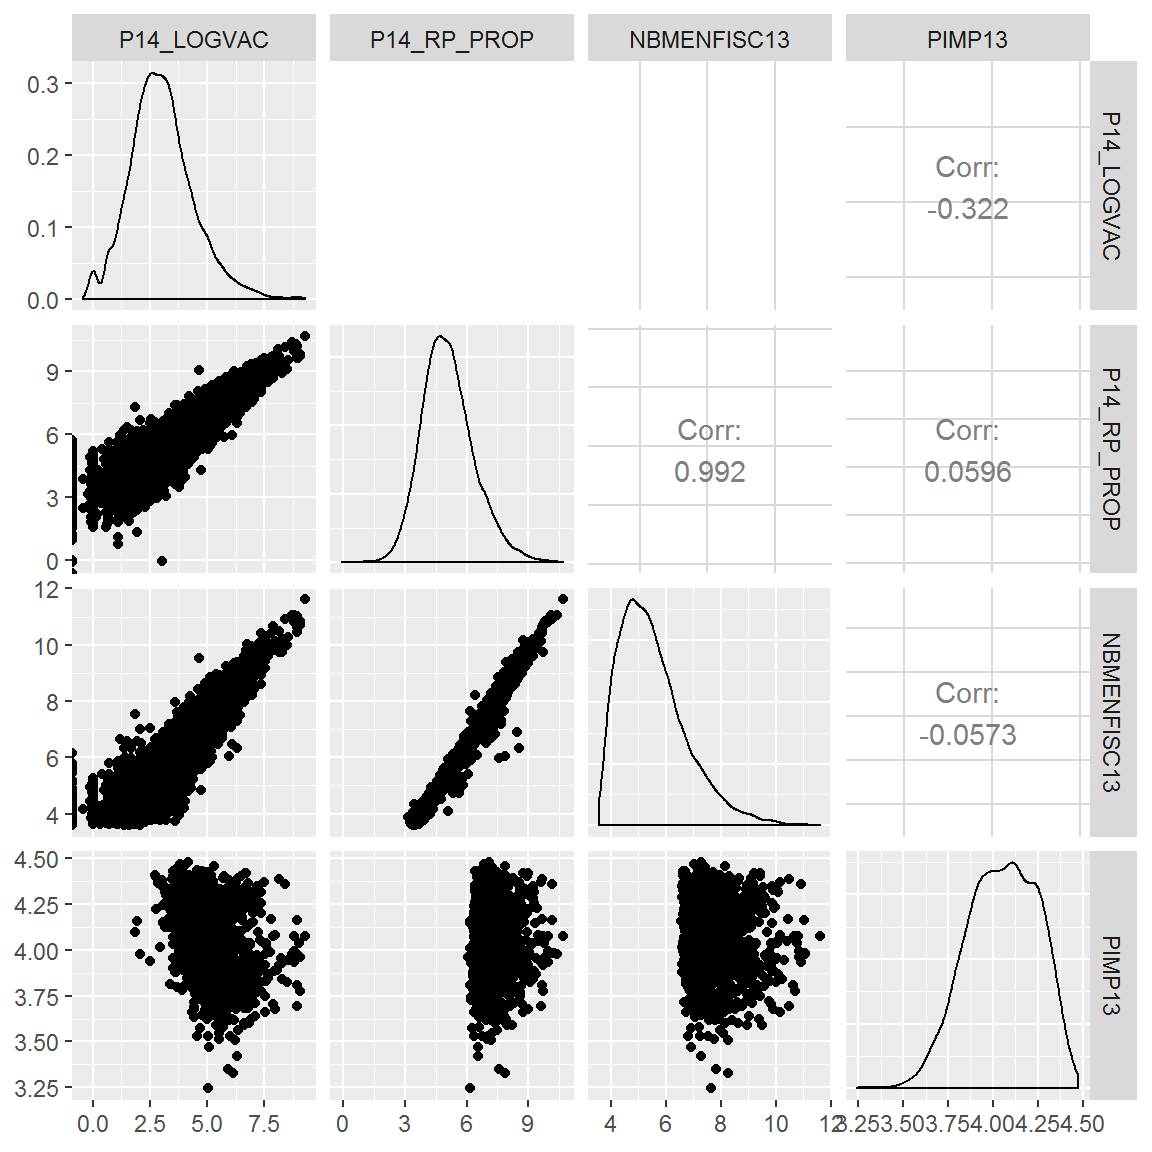 P14_LOGVAC P14_RP_PROP NBMENFISC13 PIMP13
0.3
0.2
0.1
0.0
Corr:
-0.322
P14_LOGVAC
9
6
3
0
Corr:
0.992
Corr:
0.0596
P14_RP_PROP
12
10
8
6
4
Corr:
-0.0573
NBMENFISC13
4.50
4.25
4.00
3.75
3.50
3.25
PIMP13
0.0 2.5 5.0 7.5 0 3 6 9 4 6 8 10 12 3.25 3.50 3.75 4.00 4.25 4.50